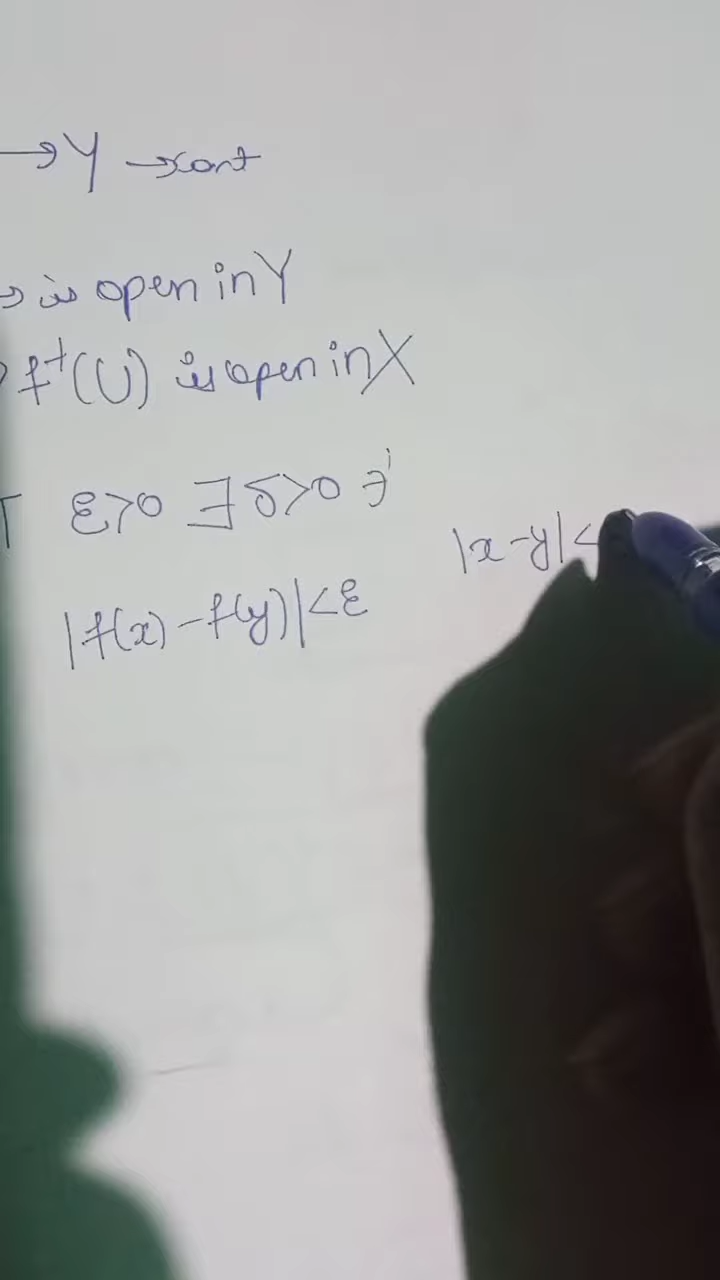 → Y → cont
is open in Y
f⁻¹(U) is open in X
ε>0 ∃ δ>0 ∋
|f(x) - f(y)| < ε |x - y| <